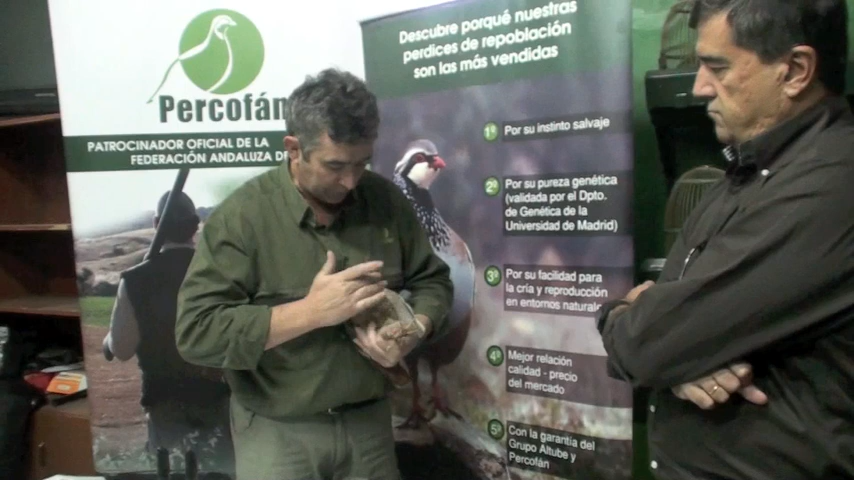 Percofán
PATROCINADOR OFICIAL DE LA
FEDERACIÓN ANDALUZA DE
Perco
Descubre porqué nuestras
perdices de repoblación
son las más vendidas
1º Por su instinto salvaje
2º Por su pureza genética
(validada por el Dpto.
de Genética de la
Universidad de Madrid)
3º Por su facilidad para
la cría y reproducción
en entornos naturales
4º Mejor relación
calidad - precio
del mercado
5º Con la garantía del
Grupo Altube y
Percofán